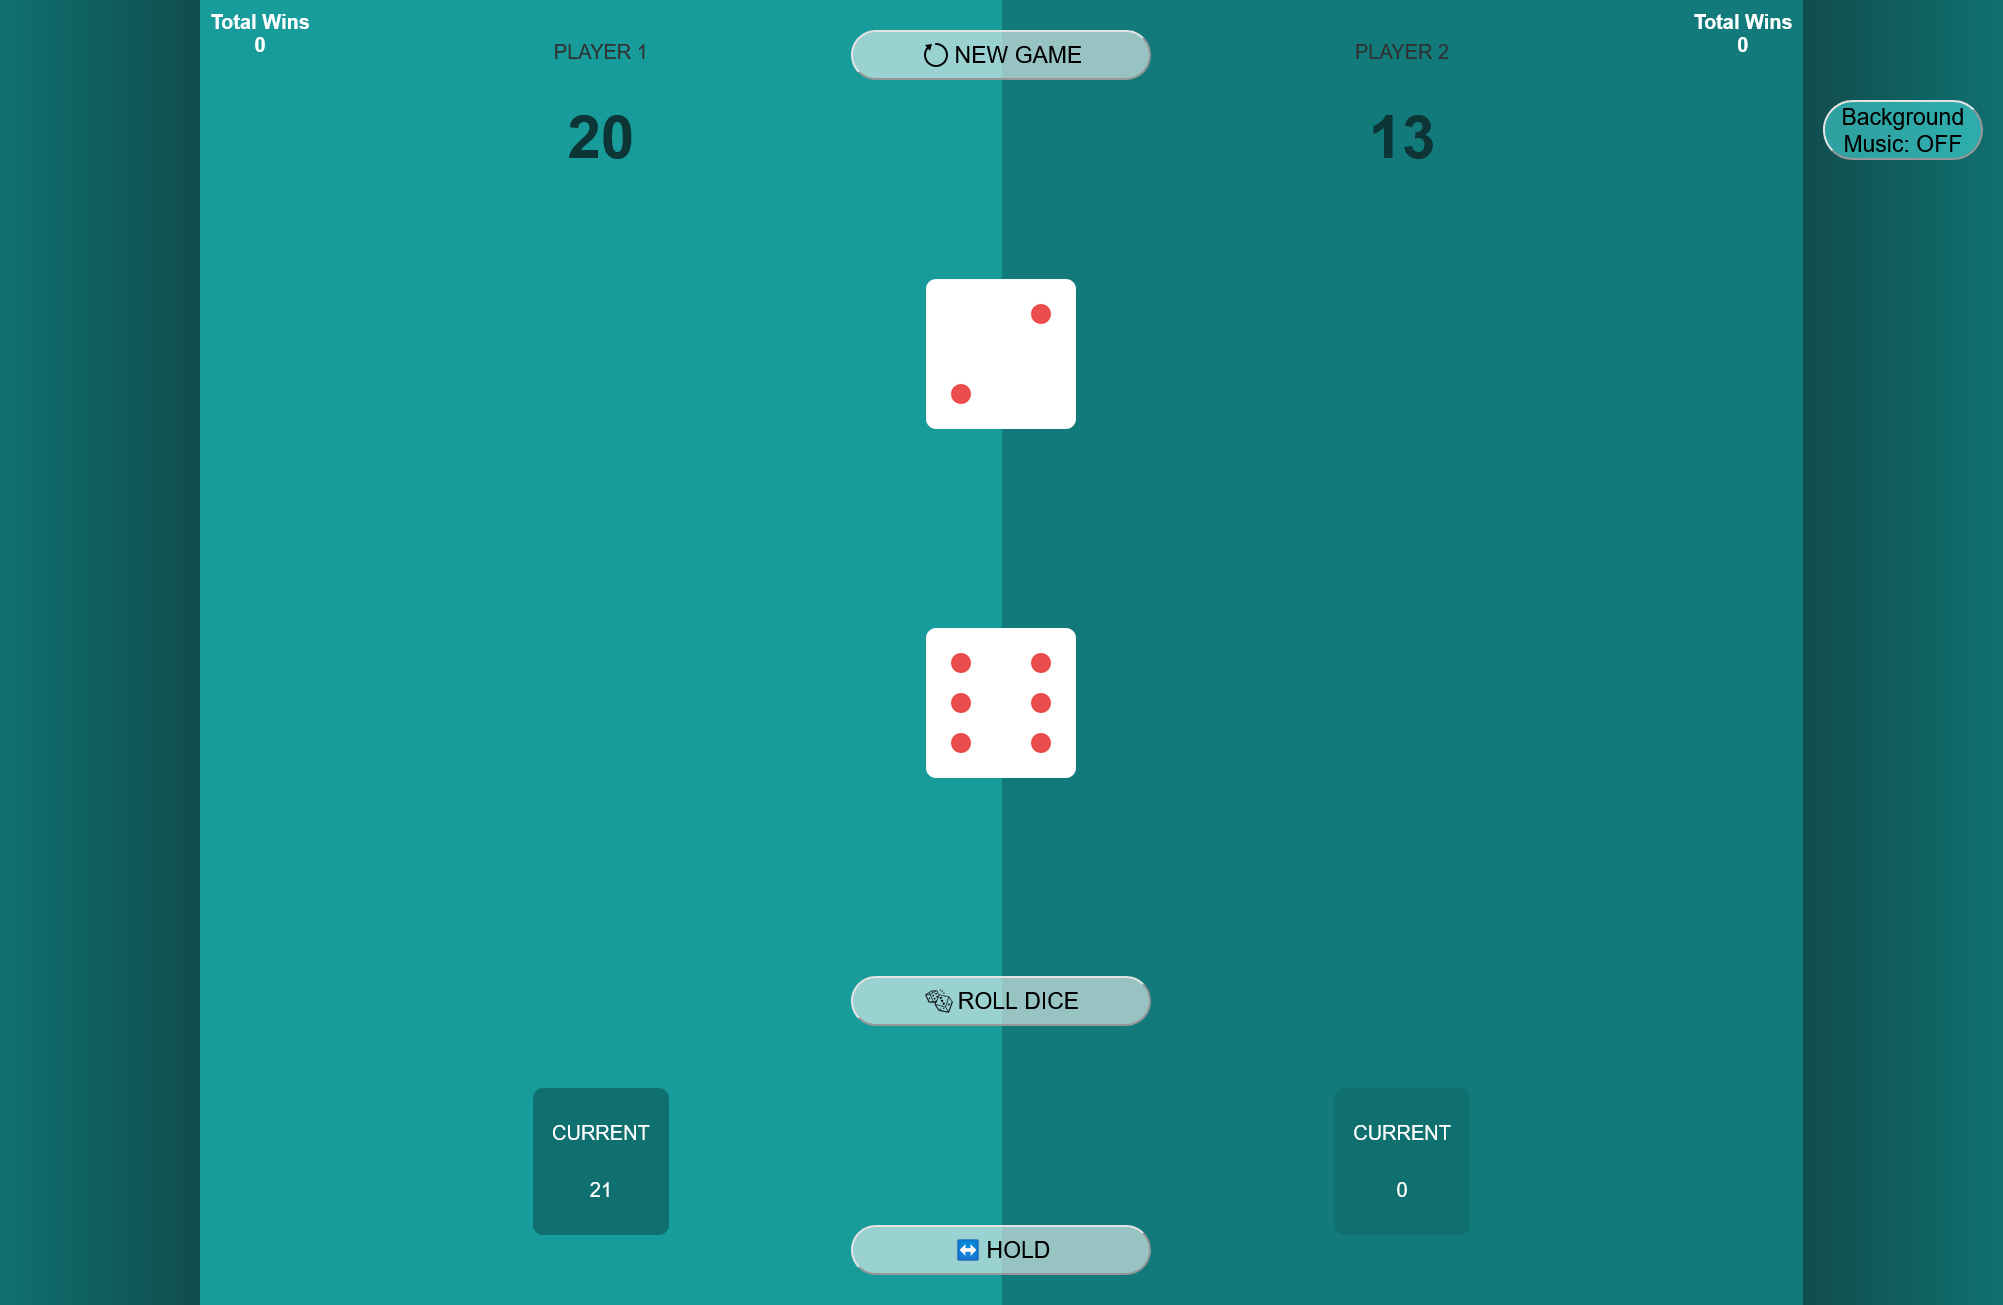 Total Wins
0
PLAYER 1
20
NEW GAME
Total Wins
0
PLAYER 2
13
Background
Music: OFF
ROLL DICE
CURRENT
21
CURRENT
0
HOLD